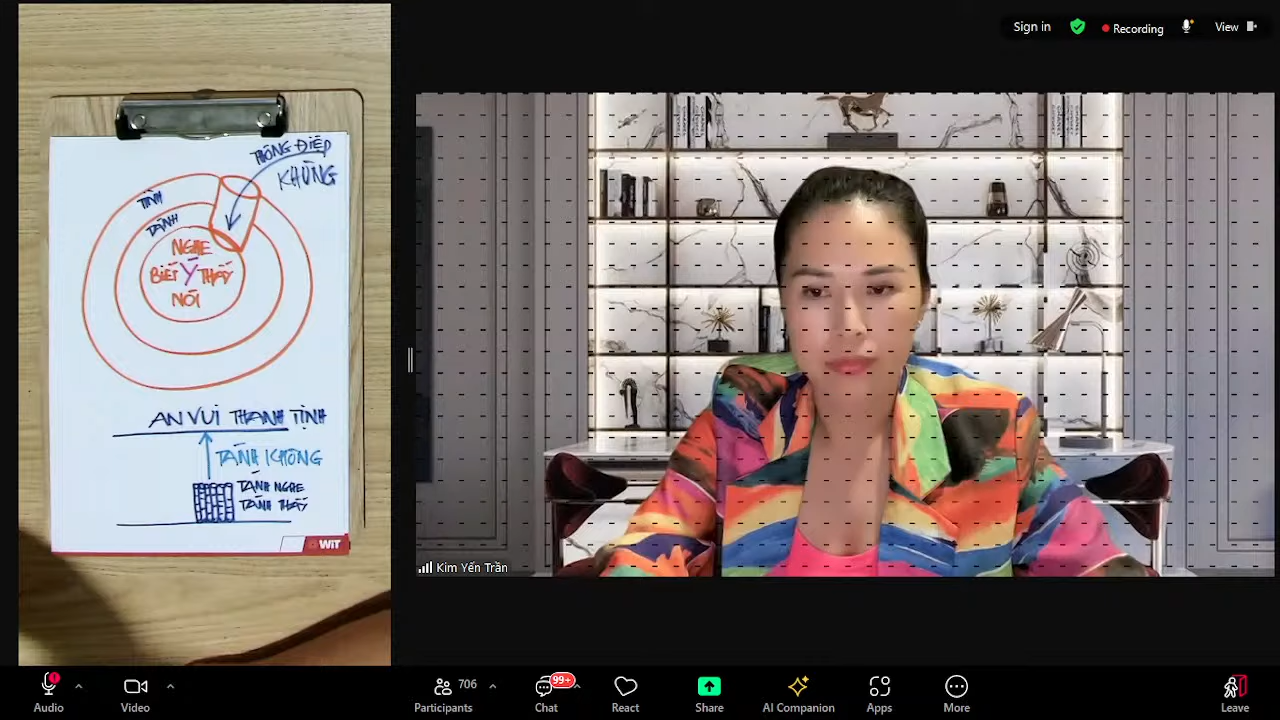 Sign in
Recording
View
THÔNG ĐIỆP
KHÙNG
TÍNH
TÁNH
NGHE
BIẾT Ý THẤY
NÓI
AN VUI THANH TỊNH
TÁNH KHÔNG
TÁNH NGHE
TÁNH THẤY
WIT
Kim Yến Trần
Audio
Video
706
Participants
99+
Chat
React
Share
AI Companion
Apps
More
Leave